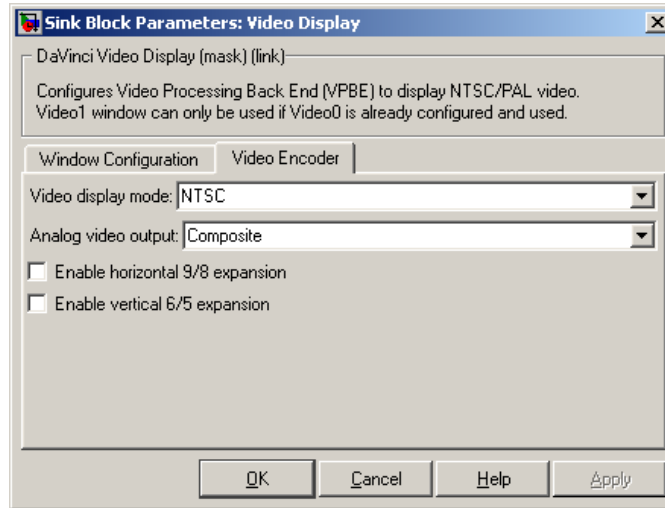 Sink Block Parameters: Video Display
DaVinci Video Display (mask) (link)
Configures Video Processing Back End (VPBE) to display NTSC/PAL video.
Video1 window can only be used if Video0 is already configured and used.
Window Configuration Video Encoder
Video display mode: NTSC
Analog video output: Composite
Enable horizontal 9/8 expansion
Enable vertical 6/5 expansion
OK Cancel Help Apply